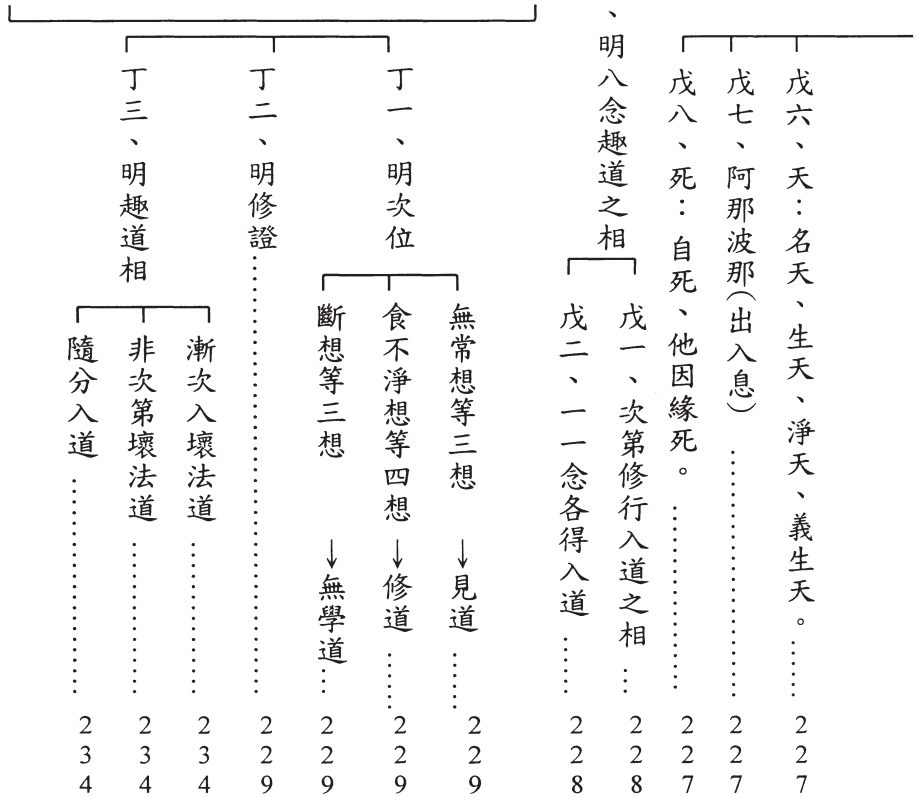 戊六、天：名天、生天、淨天、義生天。……227
戊七、阿那波那(出入息)……227
戊八、死：自死、他因緣死。……227
、明八念趣道之相
戊一、次第修行入道之相…228
戊二、一一念各得入道……228
丁一、明次位
無常想等三想→見道……229
食不淨想等四想→修道……229
斷想等三想→無學道……229
丁二、明修證……229
丁三、明趣道相
漸次入壞法道……234
非次第壞法道……234
隨分入道……234